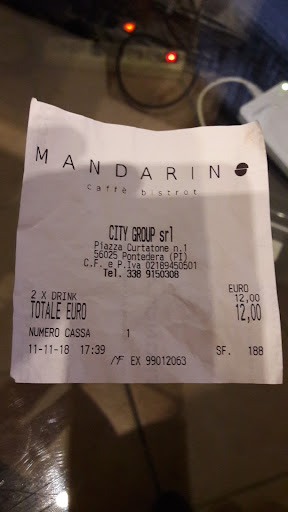 MANDARINO
caffè bistrot
CITY GROUP srl
Piazza Curtatone n.1
56025 Pontedera (PI)
C.F. e P.Iva 02189450501
Tel. 338 9150308
EURO
2 X DRINK 12,00
TOTALE EURO 12,00
NUMERO CASSA 1
11-11-18 17:39 SF. 188
MF EX 99012063